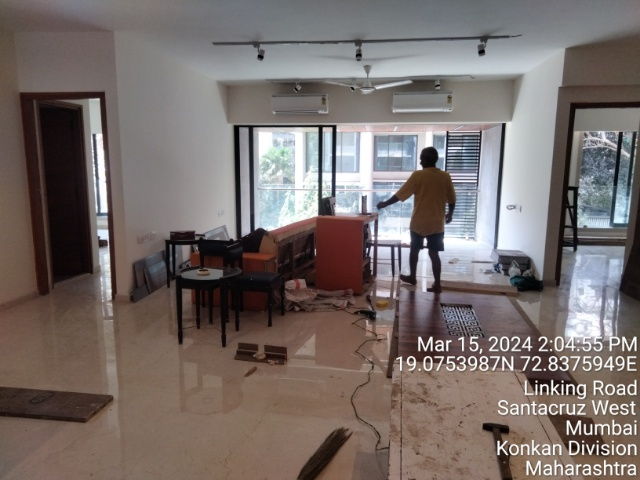 Mar 15, 2024 2:04:55 PM
19.0753987N 72.8375949E
Linking Road
Santacruz West
Mumbai
Konkan Division
Maharashtra